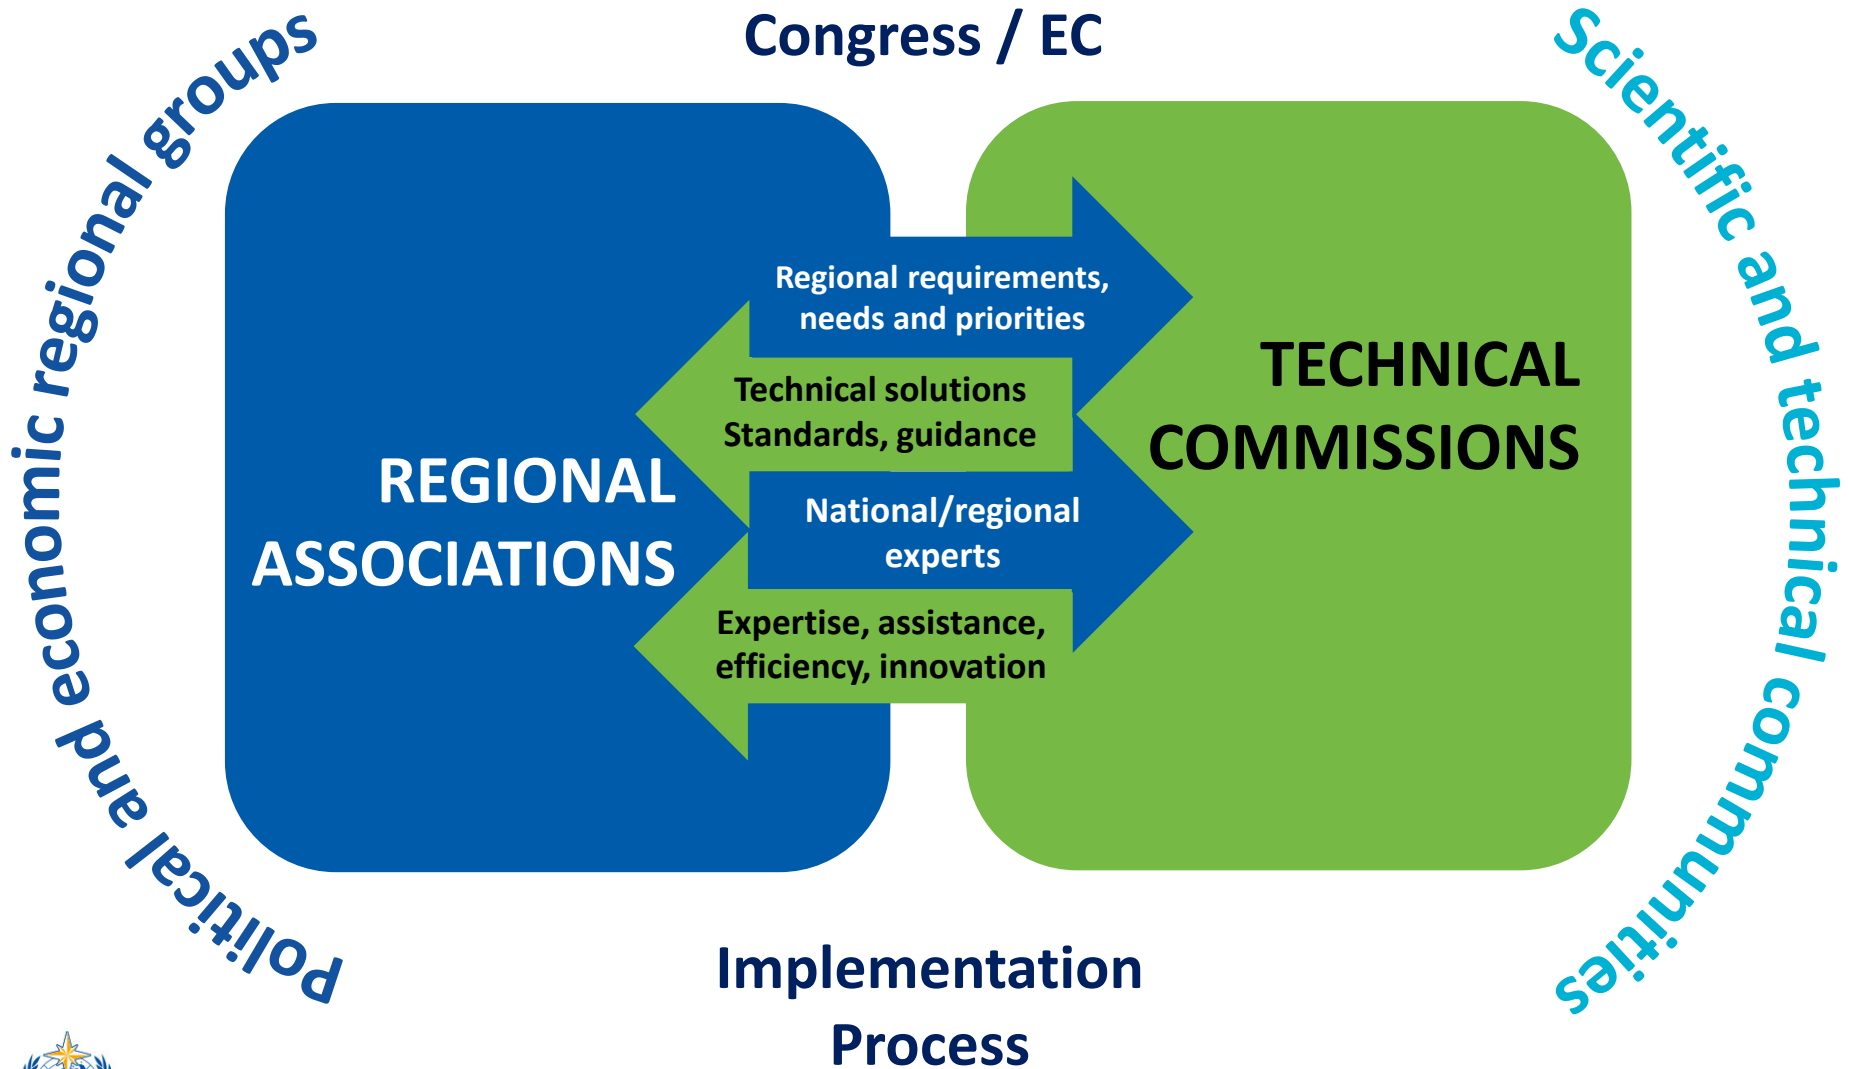 Congress / EC
Political and economic regional groups
Scientific and technical communities
REGIONAL
ASSOCIATIONS
Regional requirements,
needs and priorities
Technical solutions
Standards, guidance
National/regional
experts
Expertise, assistance,
efficiency, innovation
TECHNICAL
COMMISSIONS
Implementation
Process